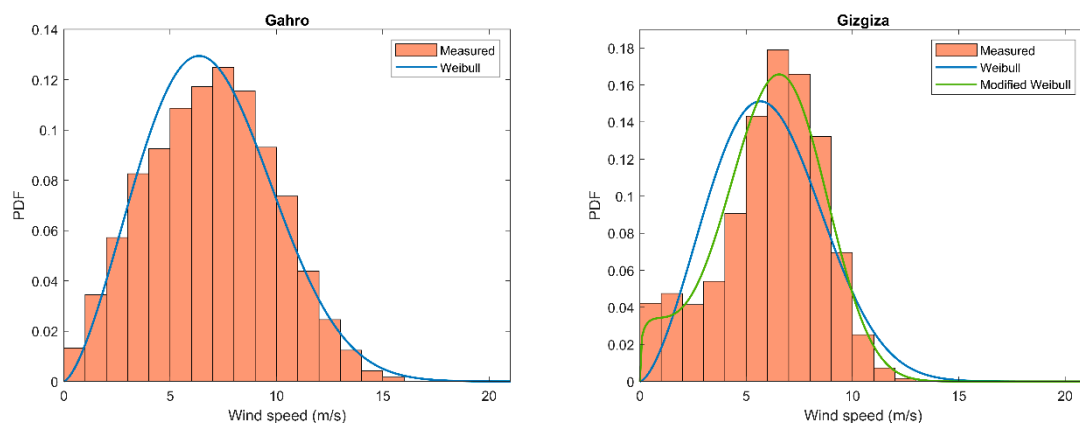 Gahro
0.14
0.12
0.1
0.08
0.06
0.04
0.02
0
PDF
0 5 10 15 20
Wind speed (m/s)
Measured
Weibull
Gizgiza
0.18
0.16
0.14
0.12
0.1
0.08
0.06
0.04
0.02
0
PDF
0 5 10 15 20
Wind speed (m/s)
Measured
Weibull
Modified Weibull